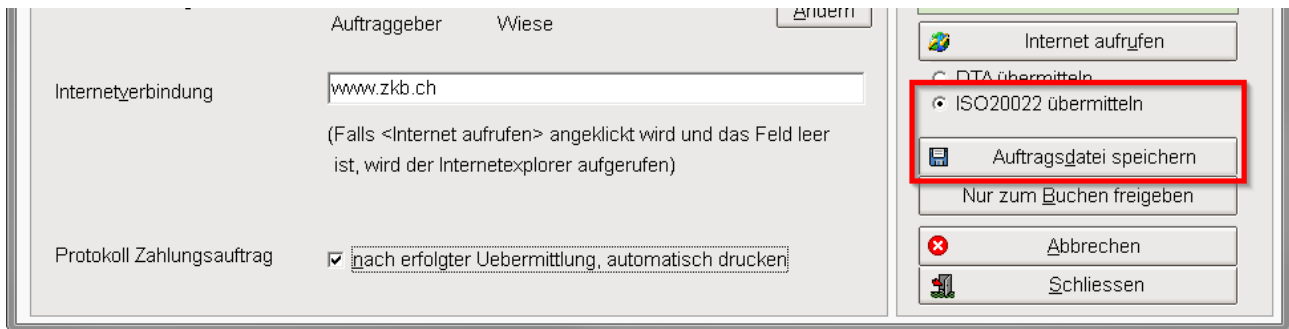 Auftraggeber Wiese
Ändern
Internet aufrufen
DTA übermitteln
Internetverbindung
www.zkb.ch
ISO20022 übermitteln
(Falls <Internet aufrufen> angeklickt wird und das Feld leer
ist, wird der Internetexplorer aufgerufen)
Auftragsdatei speichern
Nur zum Buchen freigeben
Protokoll Zahlungsauftrag
nach erfolgter Uebermittlung, automatisch drucken
Abbrechen
Schliessen